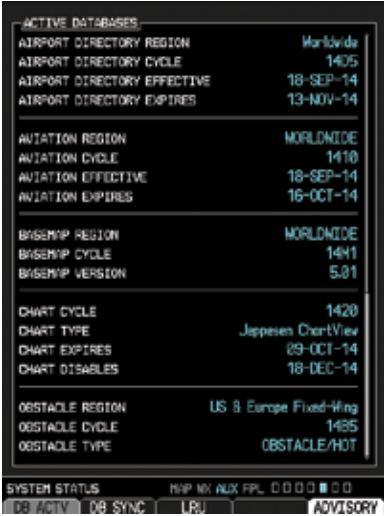 ACTIVE DATABASES
AIRPORT DIRECTORY REGION Worldwide
AIRPORT DIRECTORY CYCLE 14D5
AIRPORT DIRECTORY EFFECTIVE 18-SEP-14
AIRPORT DIRECTORY EXPIRES 13-NOV-14
AVIATION REGION WORLDWIDE
AVIATION CYCLE 1410
AVIATION EFFECTIVE 18-SEP-14
AVIATION EXPIRES 16-OCT-14
BASEMAP REGION WORLDWIDE
BASEMAP CYCLE 14M1
BASEMAP VERSION 5.01
CHART CYCLE 1420
CHART TYPE Jeppesen ChartView
CHART EXPIRES 09-OCT-14
CHART DISABLES 18-DEC-14
OBSTACLE REGION US & Europe Fixed-Wing
OBSTACLE CYCLE 14B5
OBSTACLE TYPE OBSTACLE/HOT
SYSTEM STATUS MAP WX AUX FPL
DB ACTV DB SYNC LRU ADVISORY